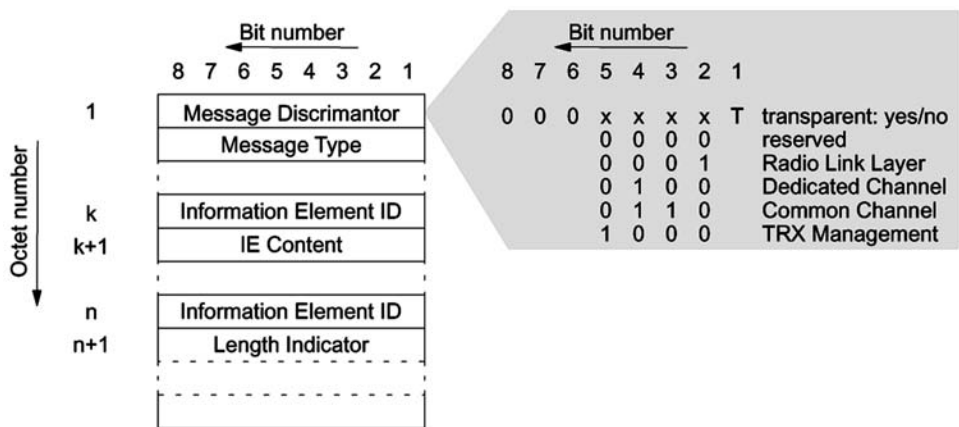 Bit number
8 7 6 5 4 3 2 1
1
Message Discrimantor
Message Type
Octet number
k
Information Element ID
k+1
IE Content
n
Information Element ID
n+1
Length Indicator
Bit number
8 7 6 5 4 3 2 1
0 0 0 x x x x T transparent: yes/no
0 0 0 0 reserved
0 0 0 1 Radio Link Layer
0 1 0 0 Dedicated Channel
0 1 1 0 Common Channel
1 0 0 0 TRX Management